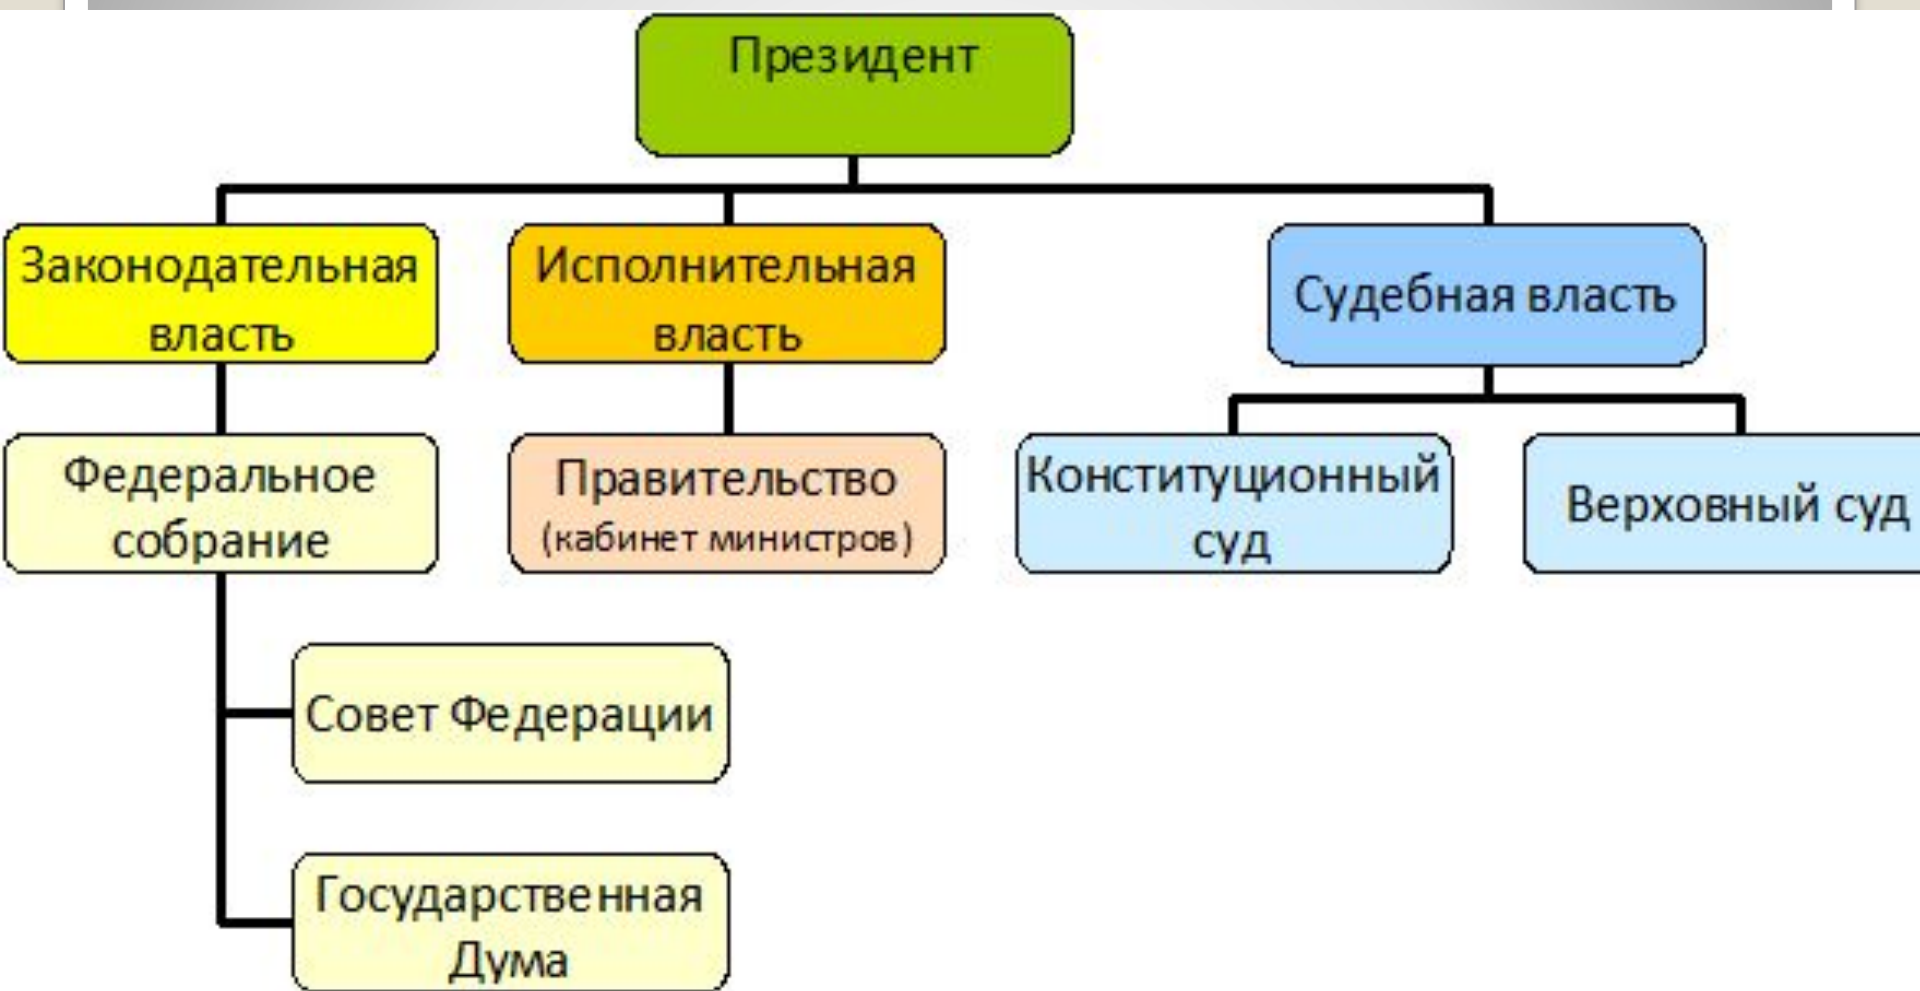 Президент
Законодательная
власть
Исполнительная
власть
Судебная власть
Федеральное
собрание
Правительство
(кабинет министров)
Конституционный
суд
Верховный суд
Совет Федерации
Государственная
Дума